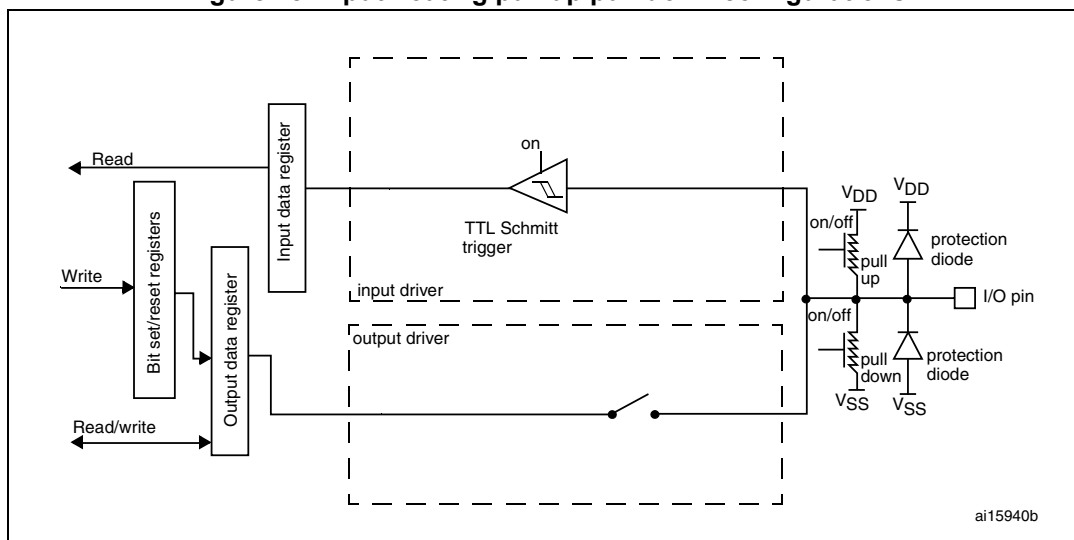 Read
Bit set/reset registers
Write
Input data register
Output data register
Read/write
on
TTL Schmitt
trigger
input driver
output driver
VDD
VDD
on/off
pull
up
protection
diode
I/O pin
on/off
pull
down
VSS
protection
diode
VSS
ai15940b